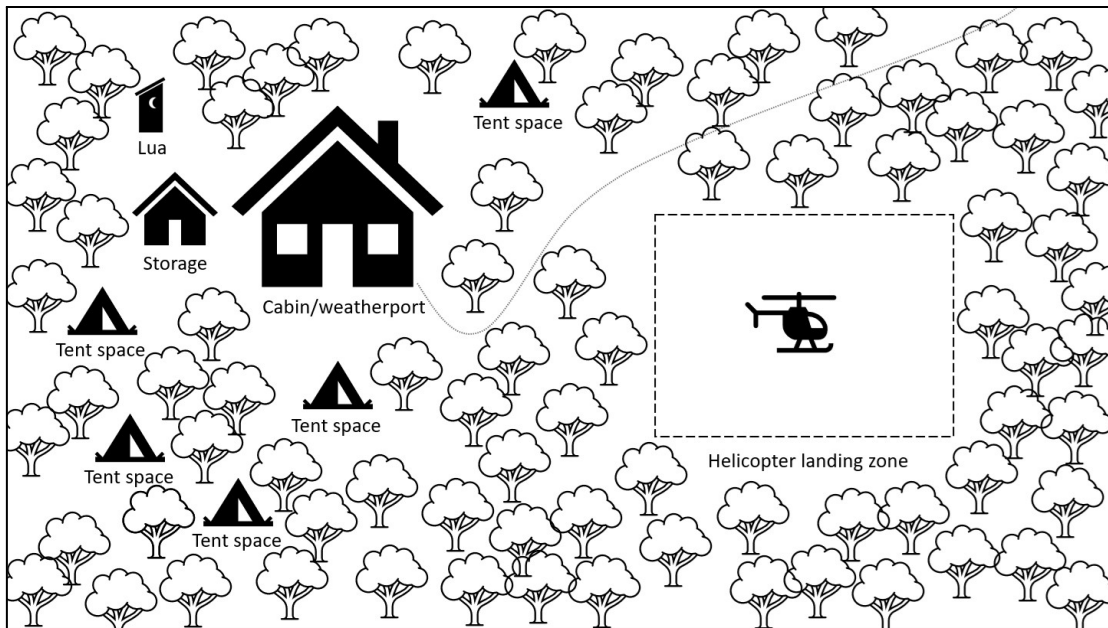 Tent space
Lua
Storage
Cabin/weatherport
Tent space
Tent space
Helicopter landing zone
Tent space
Tent space